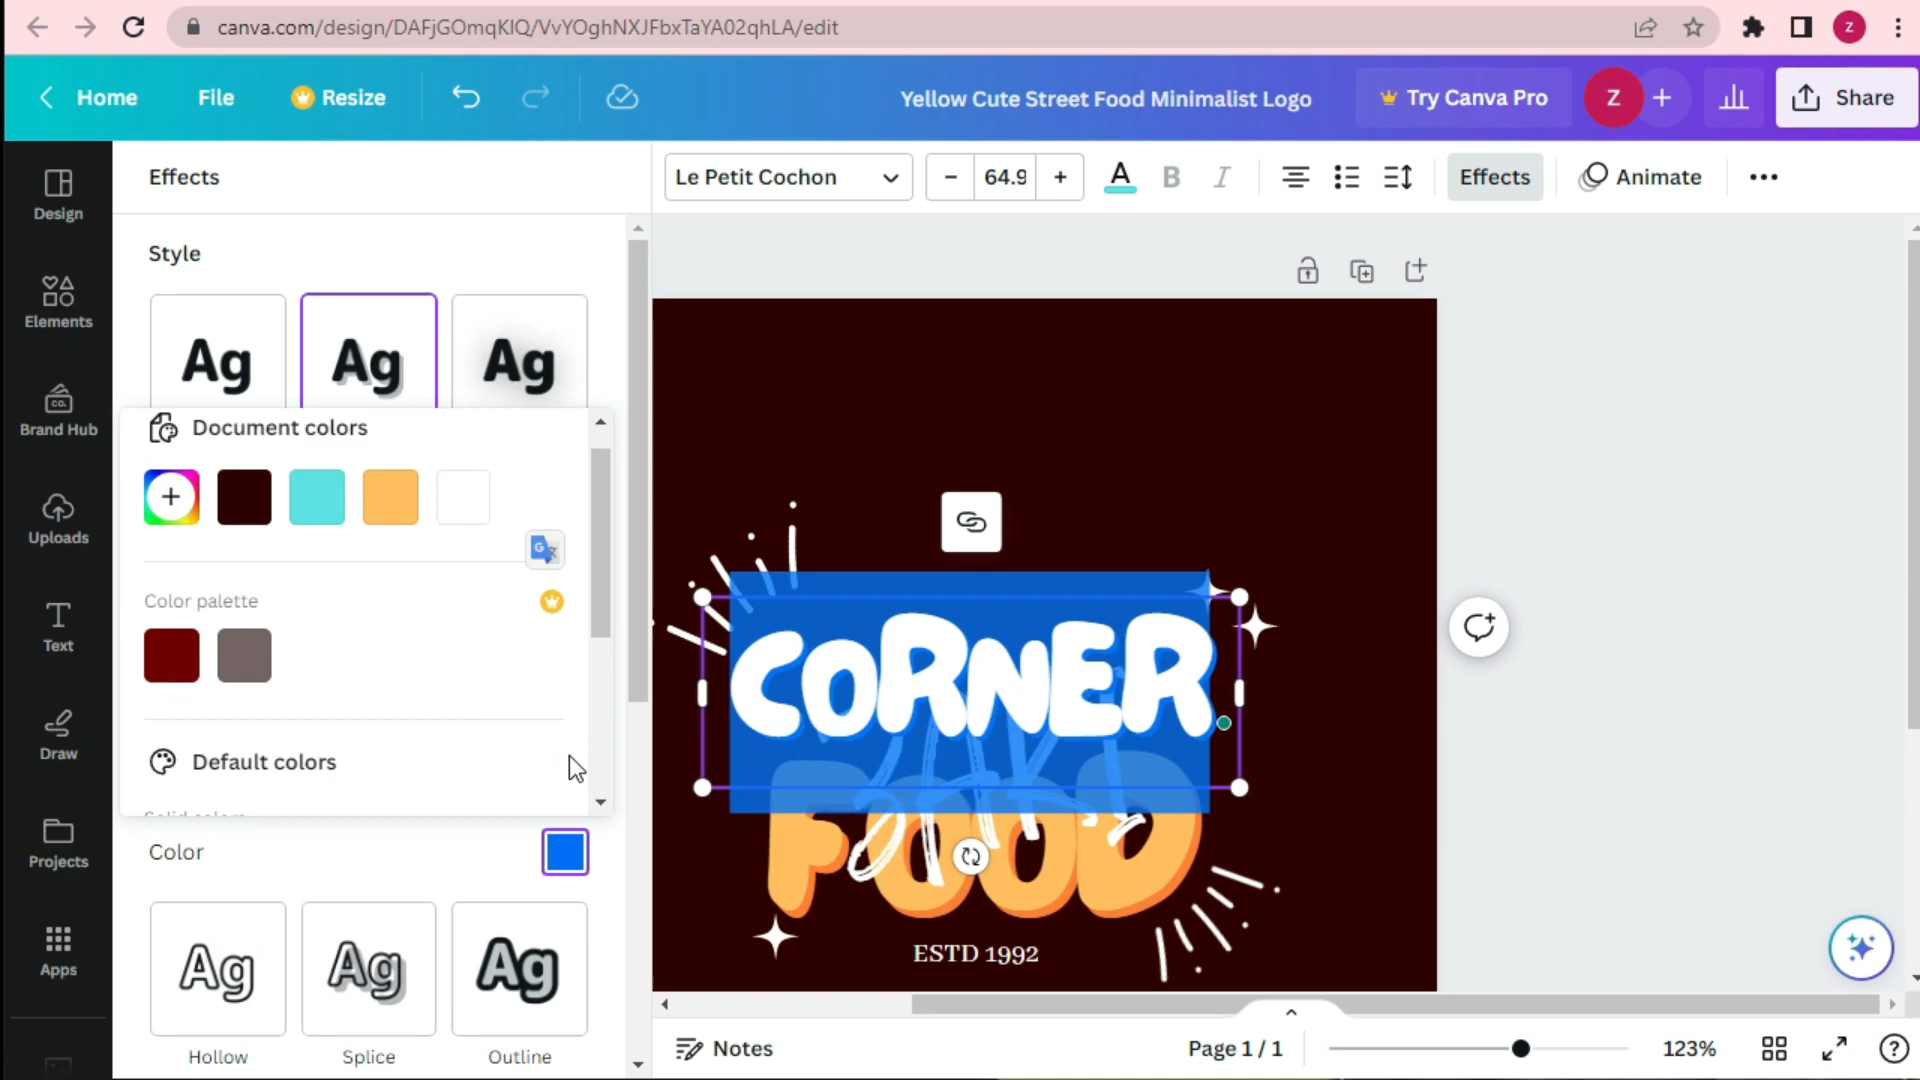 canva.com/design/DAFjGOmqKIQ/VvYOghNXJFbxTaYA02qhLA/edit
Z
Home
File
Resize
Yellow Cute Street Food Minimalist Logo
Try Canva Pro
Z
Share
Effects
Le Petit Cochon
64.9
A
B
I
Effects
Animate
Design
Elements
CO.
Brand Hub
Uploads
Text
Draw
Projects
Apps
Style
Ag
Ag
Ag
Document colors
Color palette
Default colors
Color
Ag
Ag
Ag
Hollow
Splice
Outline
CORNER
FOOD
ESTD 1992
Notes
Page 1 / 1
123%